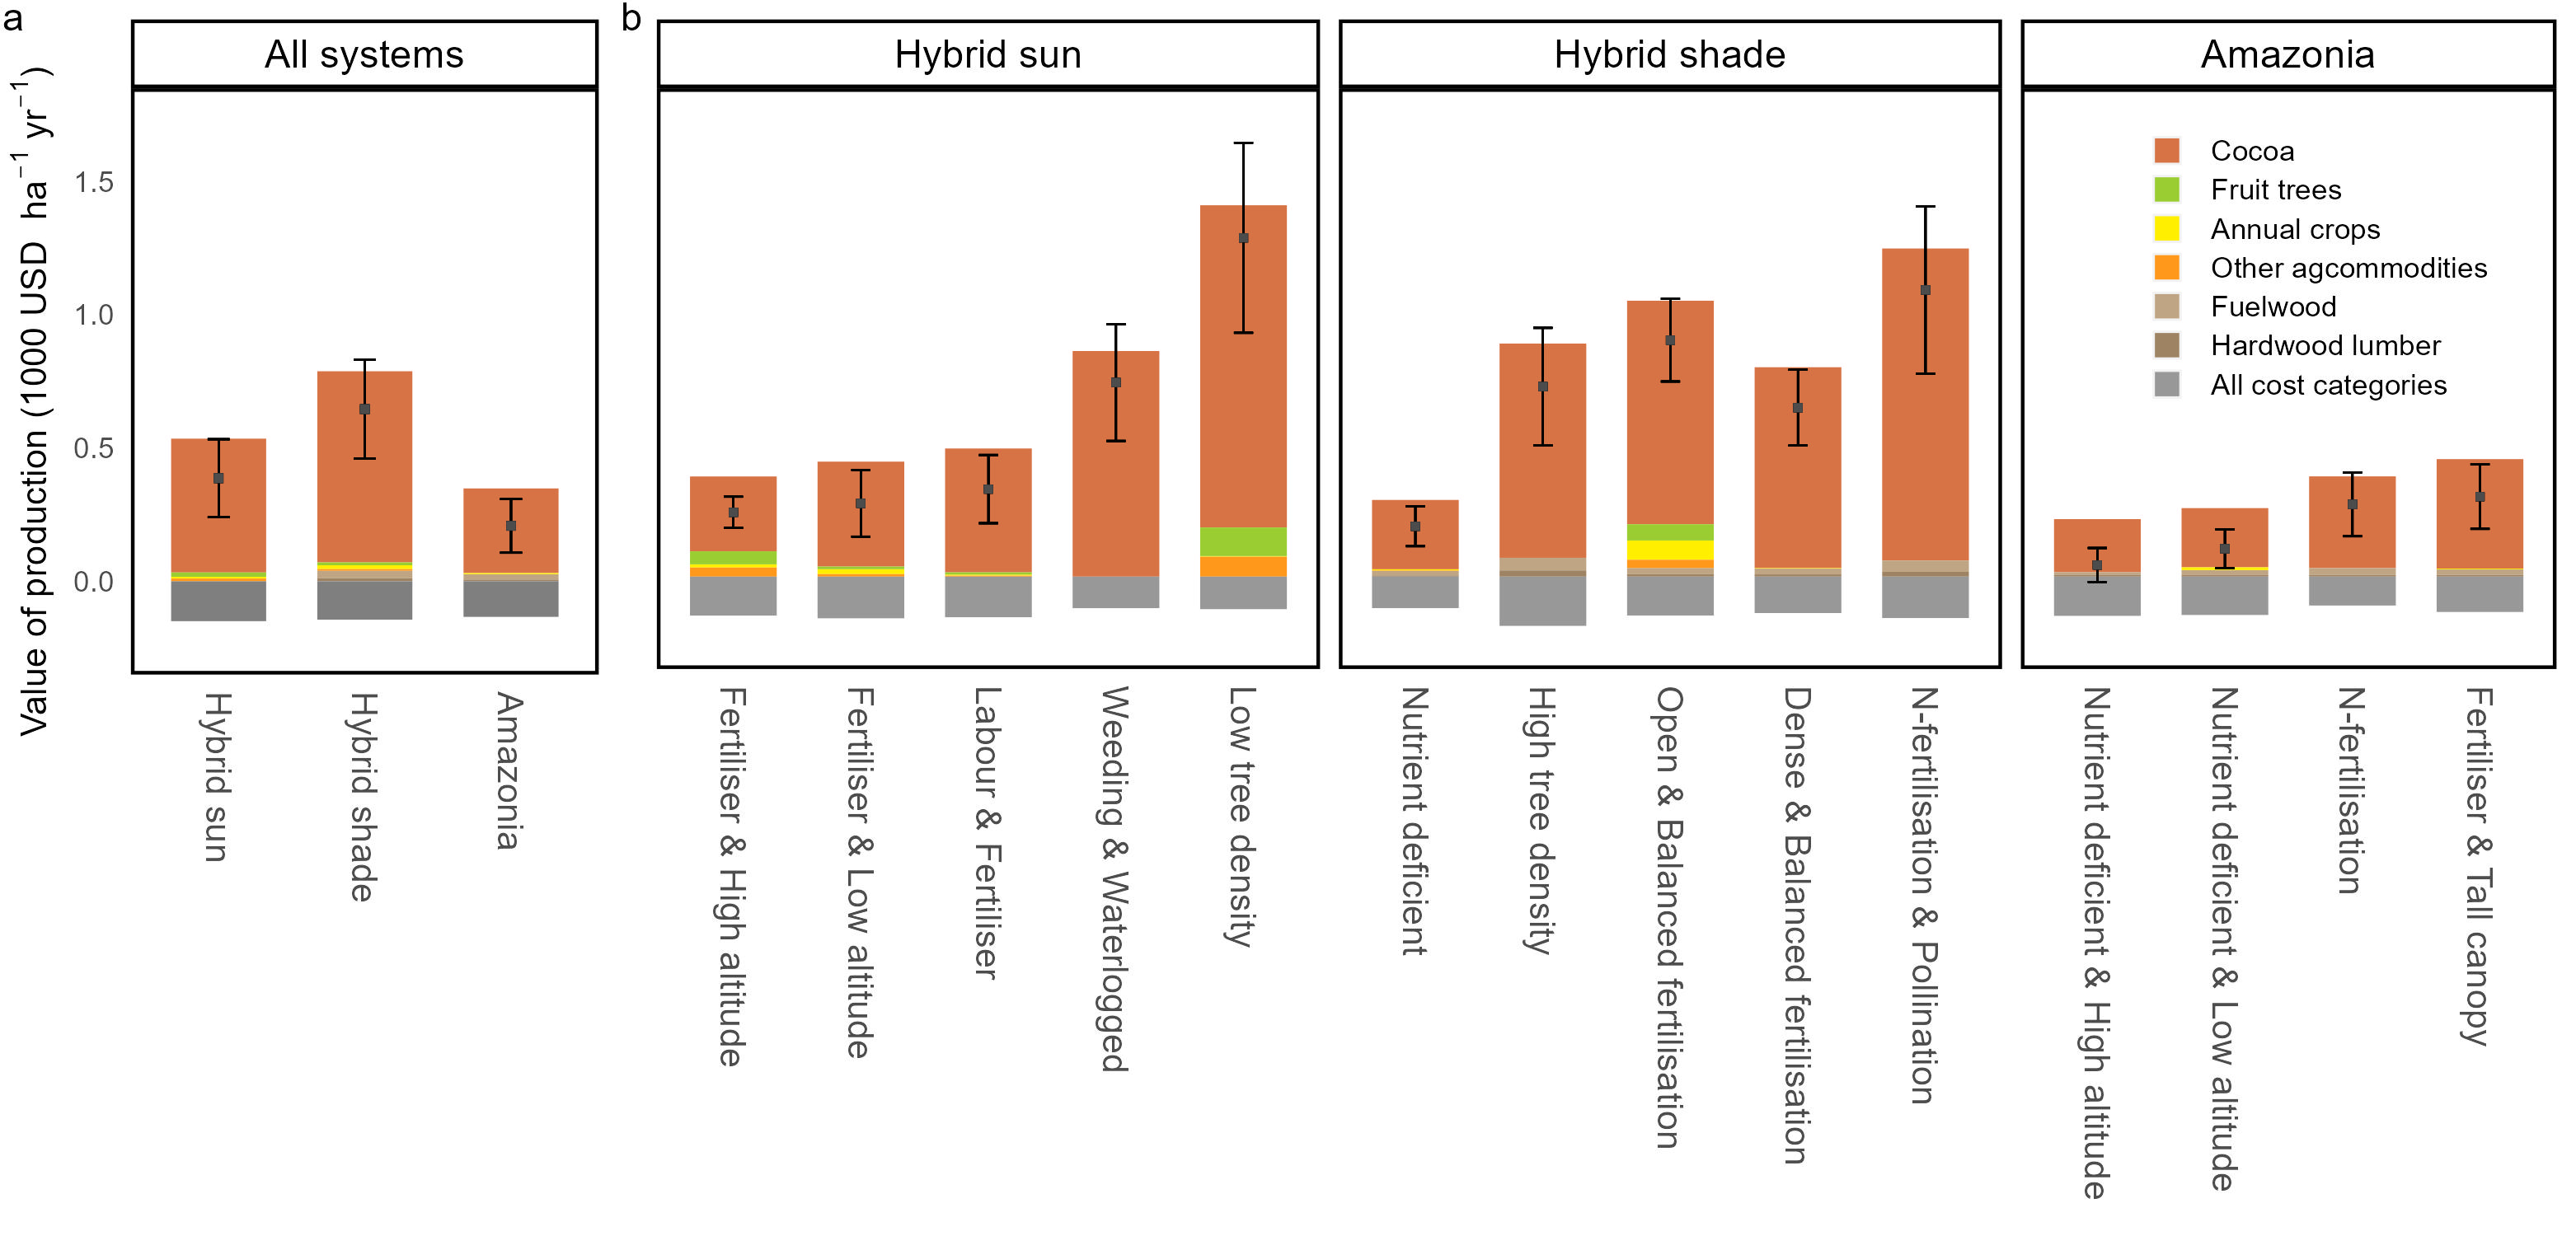 a
b
All systems
Hybrid sun
Hybrid shade
Amazonia
Value of production (1000 USD ha⁻¹ yr⁻¹)
1.5
1.0
0.5
0.0
Cocoa
Fruit trees
Annual crops
Other agcommodities
Fuelwood
Hardwood lumber
All cost categories
Hybrid sun
Hybrid shade
Amazonia
Fertiliser & High altitude
Fertiliser & Low altitude
Labour & Fertiliser
Weeding & Waterlogged
Low tree density
Nutrient deficient
High tree density
Open & Balanced fertilisation
Dense & Balanced fertilisation
N-fertilisation & Pollination
Nutrient deficient & High altitude
Nutrient deficient & Low altitude
N-fertilisation
Fertiliser & Tall canopy